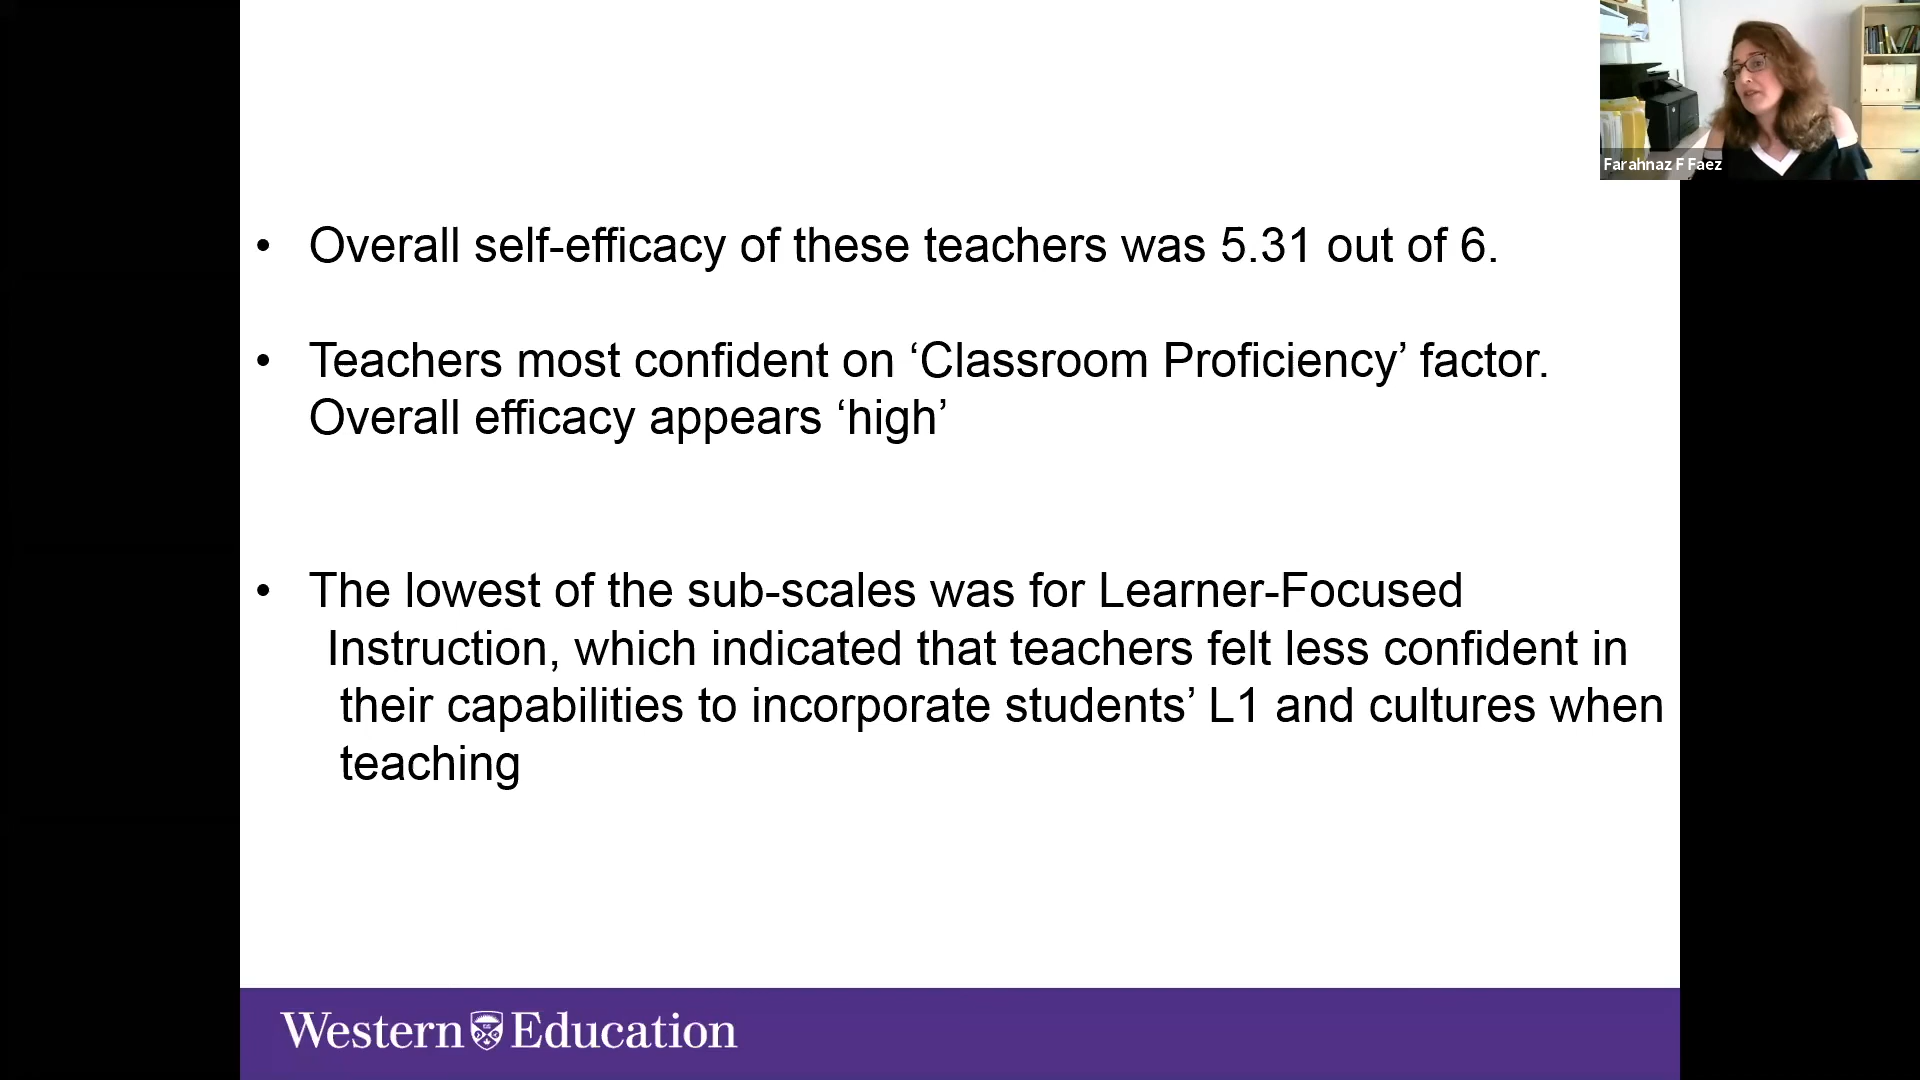 Farahnaz F Faez
• Overall self-efficacy of these teachers was 5.31 out of 6.
• Teachers most confident on ‘Classroom Proficiency’ factor.
Overall efficacy appears ‘high’
• The lowest of the sub-scales was for Learner-Focused
Instruction, which indicated that teachers felt less confident in
their capabilities to incorporate students’ L1 and cultures when
teaching
Western Education